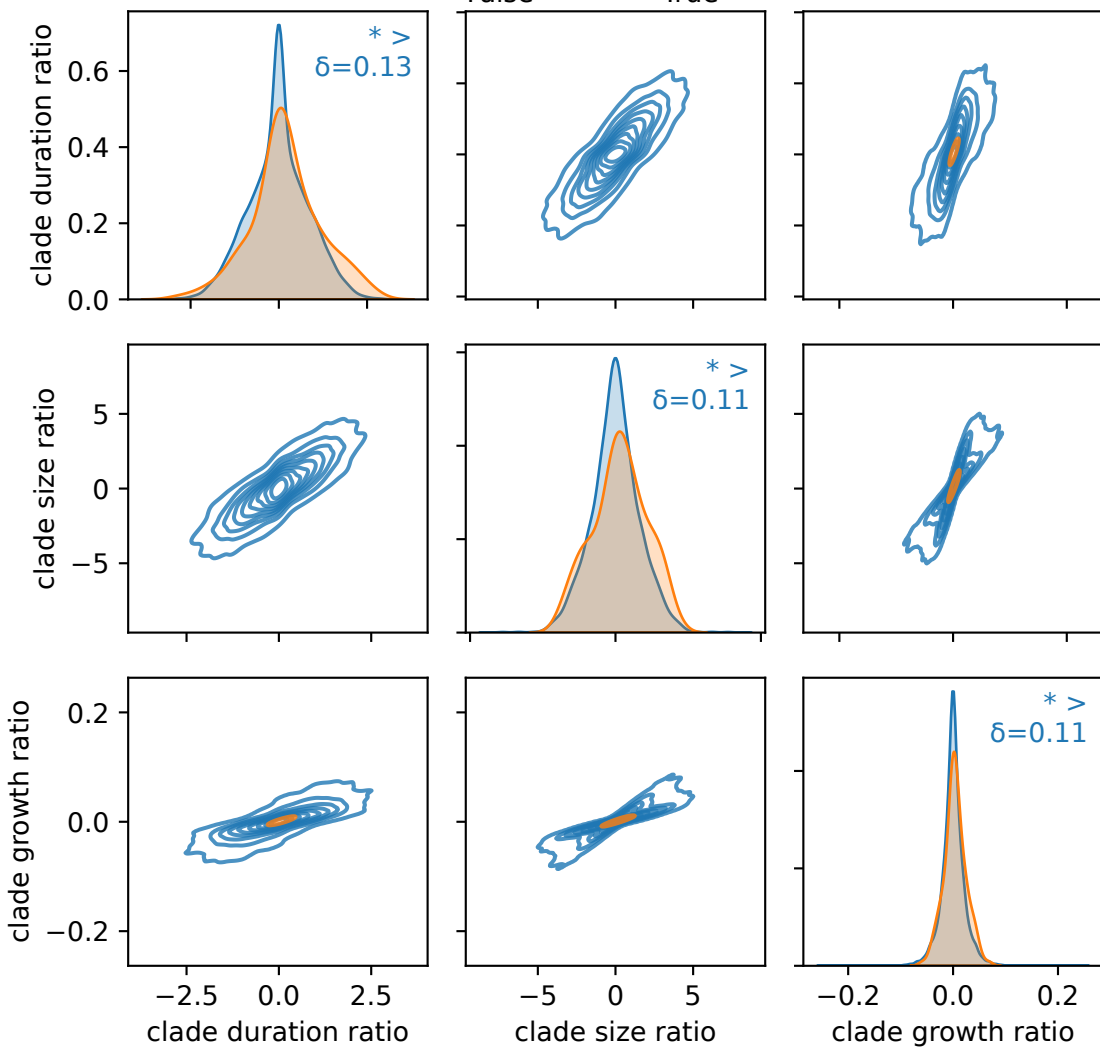 True
clade duration ratio
0.6
0.4
0.2
0.0
* >
δ=0.13
clade size ratio
5
0
−5
* >
δ=0.11
clade growth ratio
0.2
0.0
−0.2
* >
δ=0.11
−2.5 0.0 2.5
−5 0 5
−0.2 0.0 0.2
clade duration ratio
clade size ratio
clade growth ratio